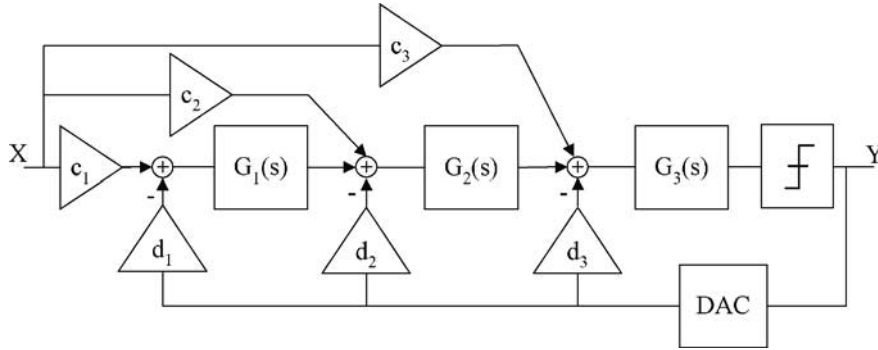 c₃
c₂
X c₁ + G₁(s) + G₂(s) + G₃(s) Y
- - -
d₁ d₂ d₃
DAC